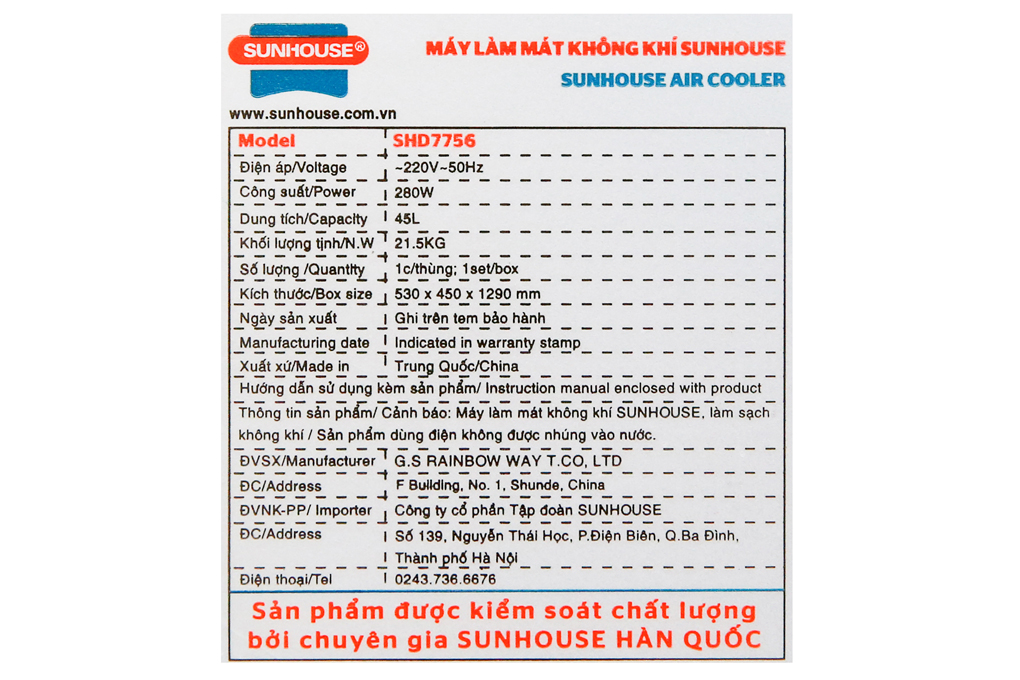 SUNHOUSE®
MÁY LÀM MÁT KHÔNG KHÍ SUNHOUSE
SUNHOUSE AIR COOLER
www.sunhouse.com.vn
Model SHD7756
Điện áp/Voltage ~220V~50Hz
Công suất/Power 280W
Dung tích/Capacity 45L
Khối lượng tịnh/N.W 21.5KG
Số lượng /Quantity 1c/thùng; 1set/box
Kích thước/Box size 530 x 450 x 1290 mm
Ngày sản xuất Ghi trên tem bảo hành
Manufacturing date Indicated in warranty stamp
Xuất xứ/Made in Trung Quốc/China
Hướng dẫn sử dụng kèm sản phẩm/ Instruction manual enclosed with product
Thông tin sản phẩm/ Cảnh báo: Máy làm mát không khí SUNHOUSE, làm sạch
không khí / Sản phẩm dùng điện không được nhúng vào nước.
ĐVSX/Manufacturer G.S RAINBOW WAY T.CO, LTD
ĐC/Address F Building, No. 1, Shunde, China
ĐVNK-PP/ Importer Công ty cổ phần Tập đoàn SUNHOUSE
ĐC/Address Số 139, Nguyễn Thái Học, P.Điện Biên, Q.Ba Đình,
Thành phố Hà Nội
Điện thoại/Tel 0243.736.6676
Sản phẩm được kiểm soát chất lượng
bởi chuyên gia SUNHOUSE HÀN QUỐC